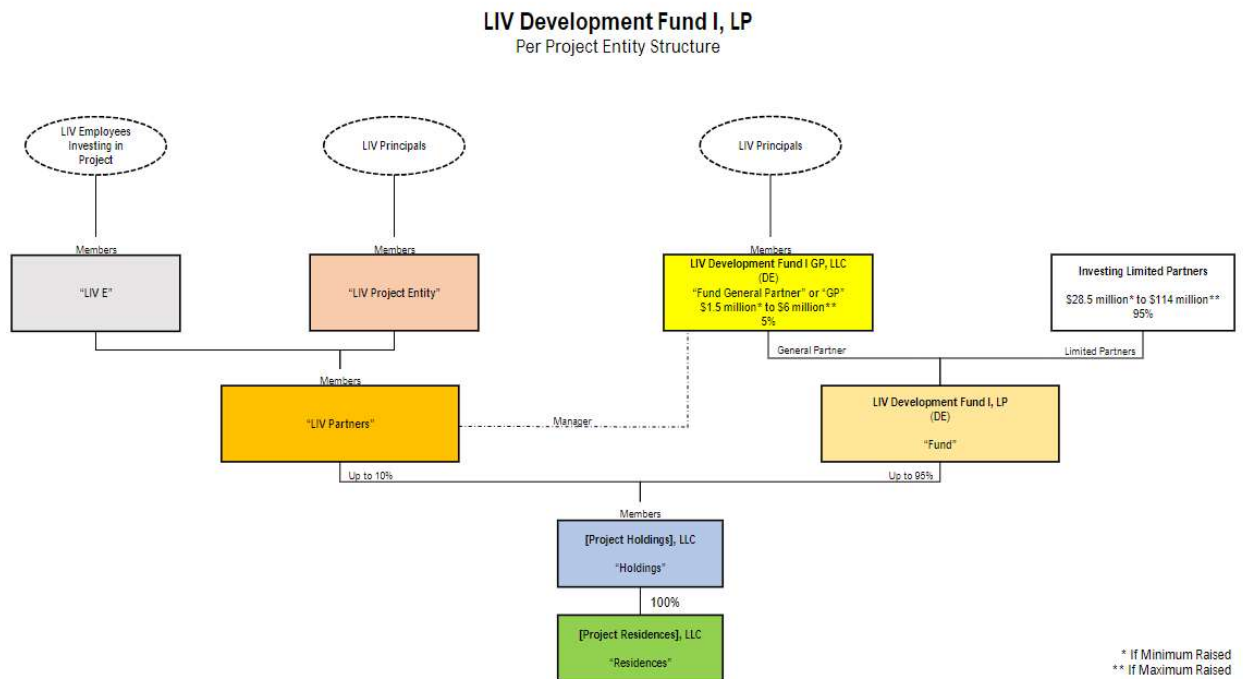 LIV Development Fund I, LP
Per Project Entity Structure
LIV Employees
Investing in
Project
LIV Principals
LIV Principals
Members
Members
Members
“LIV E”
“LIV Project Entity”
LIV Development Fund I GP, LLC
(DE)
“Fund General Partner” or “GP”
$1.5 million* to $6 million**
5%
Investing Limited Partners
$28.5 million* to $114 million**
95%
General Partner
Limited Partners
Members
“LIV Partners”
Manager
LIV Development Fund I, LP
(DE)
“Fund”
Up to 10%
Up to 95%
Members
[Project Holdings], LLC
“Holdings”
100%
[Project Residences], LLC
“Residences”
* If Minimum Raised
** If Maximum Raised